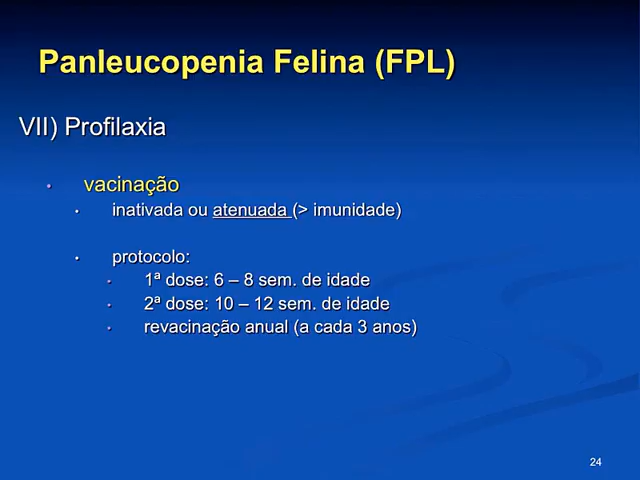 Panleucopenia Felina (FPL)
VII) Profilaxia
• vacinação
• inativada ou atenuada (> imunidade)
• protocolo:
• 1ª dose: 6 – 8 sem. de idade
• 2ª dose: 10 – 12 sem. de idade
• revacinação anual (a cada 3 anos)
24